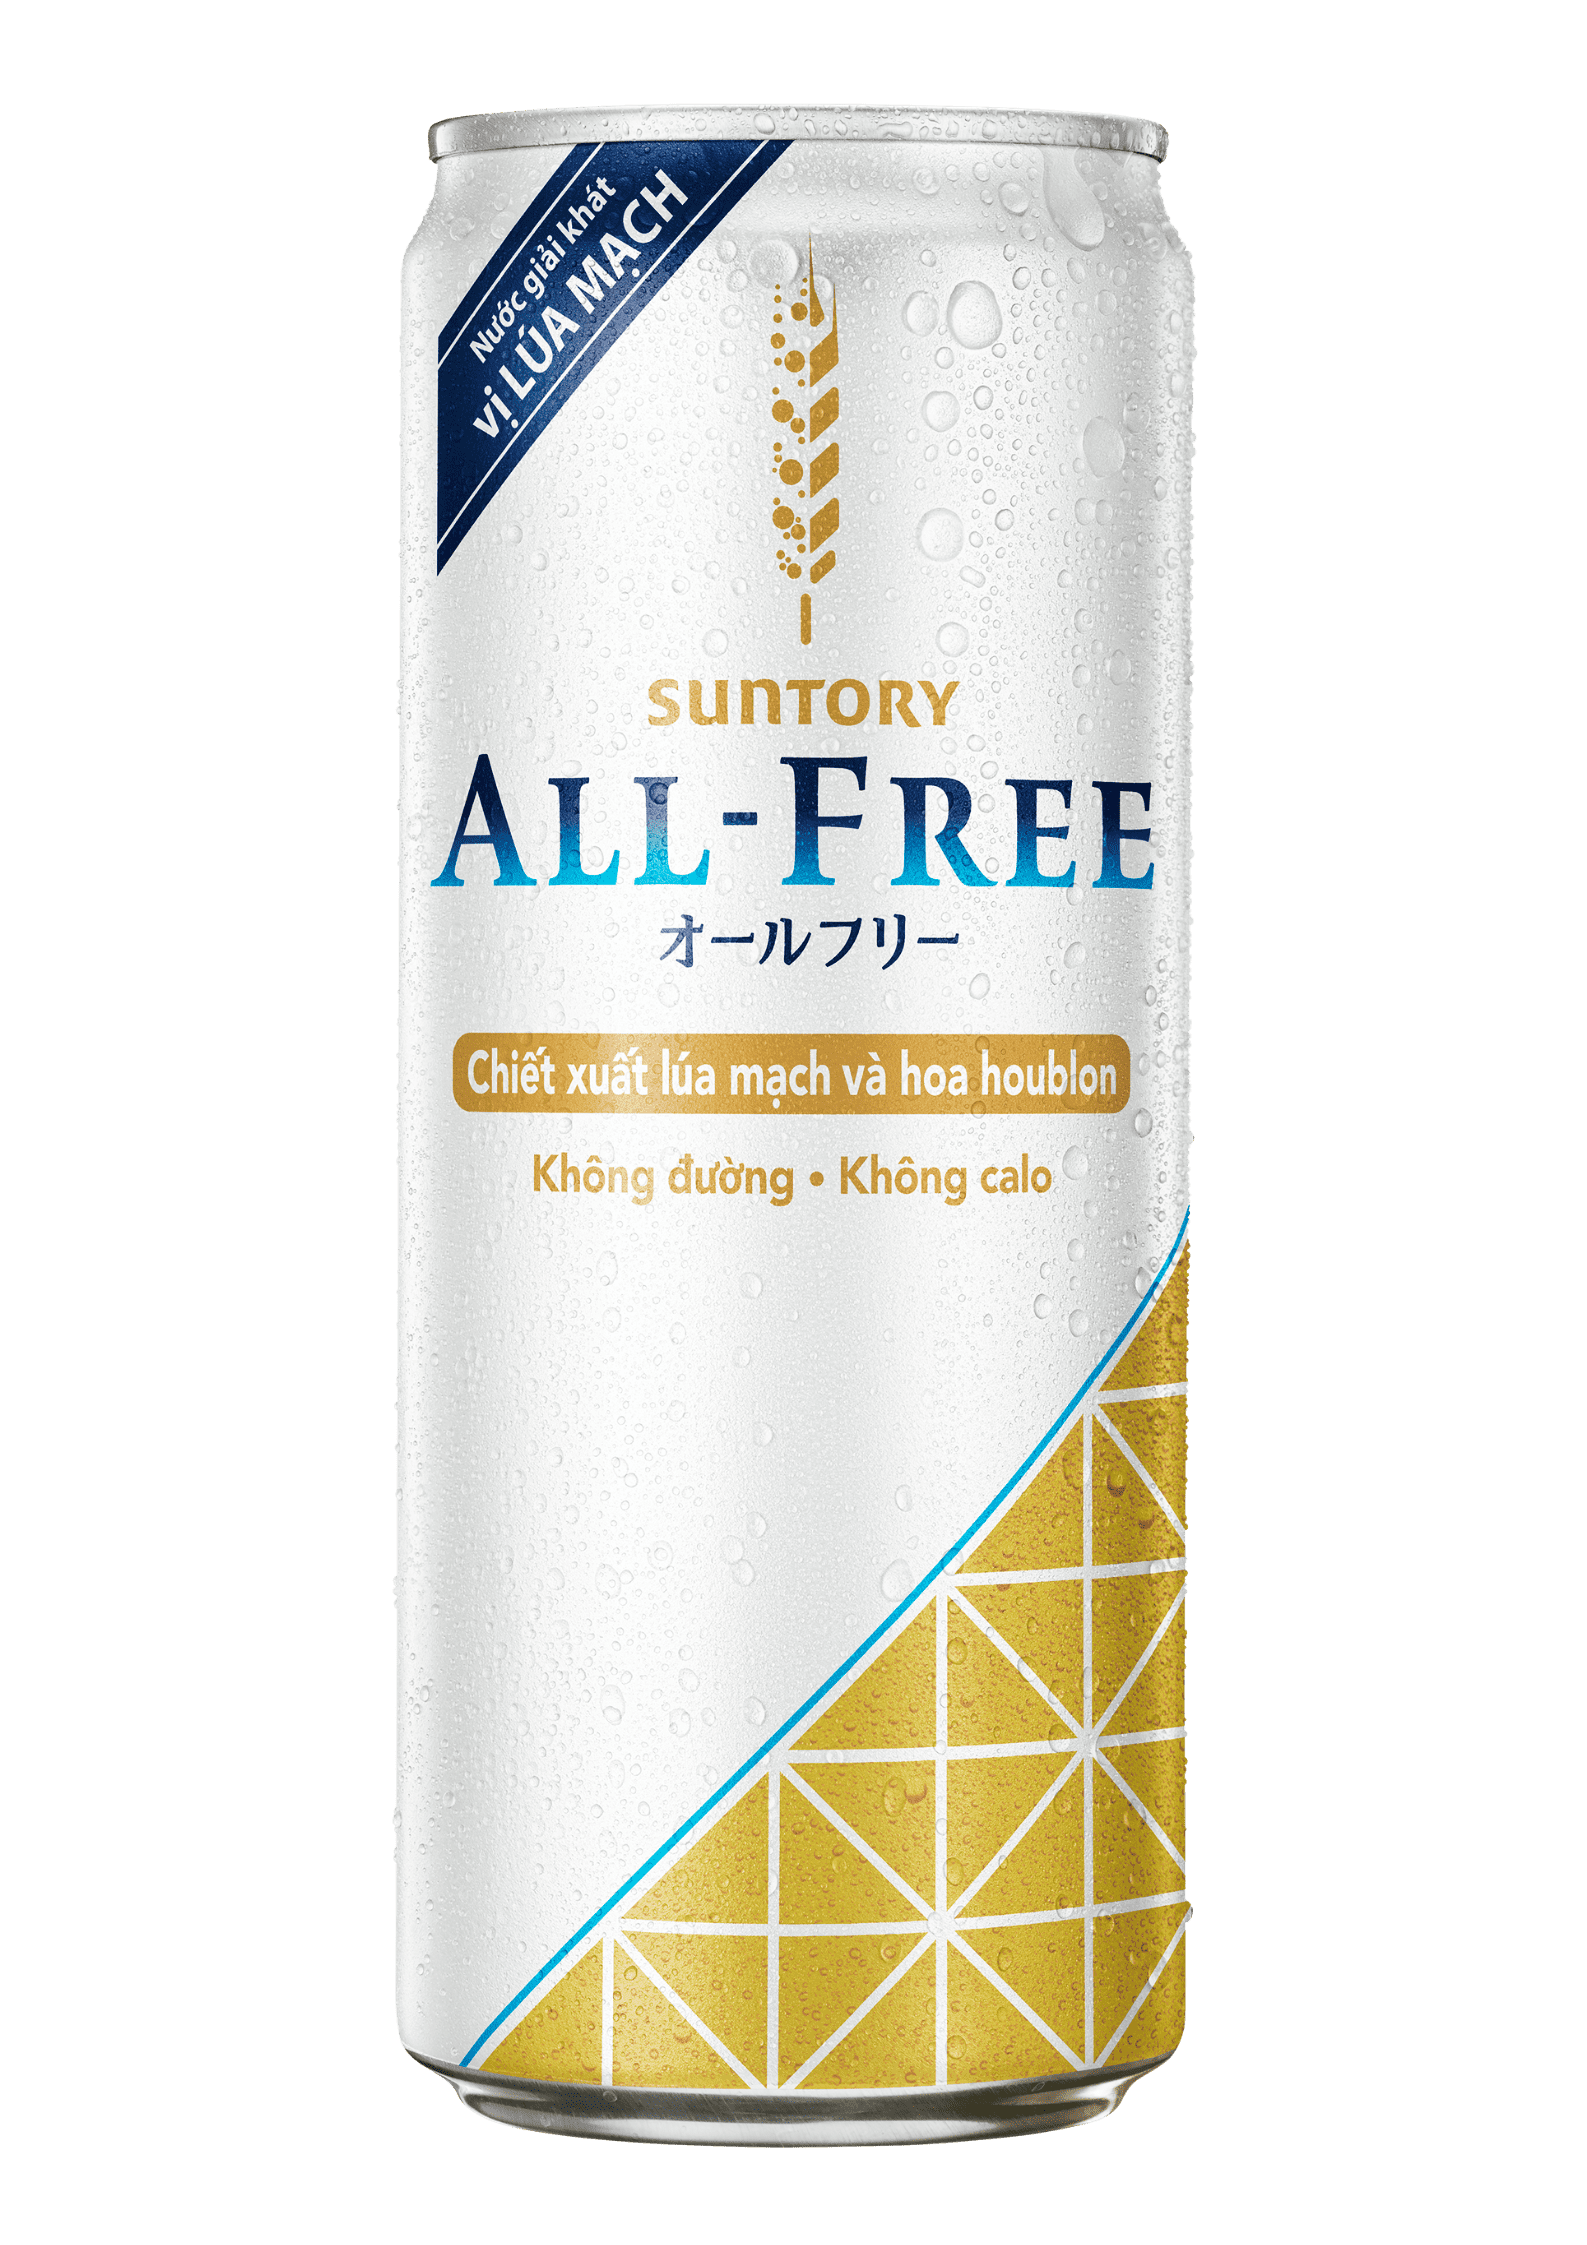 Nước giải khát
vị LÚA MẠCH
SUNTORY
ALL-FREE
オールフリー
Chiết xuất lúa mạch và hoa houblon
Không đường • Không calo